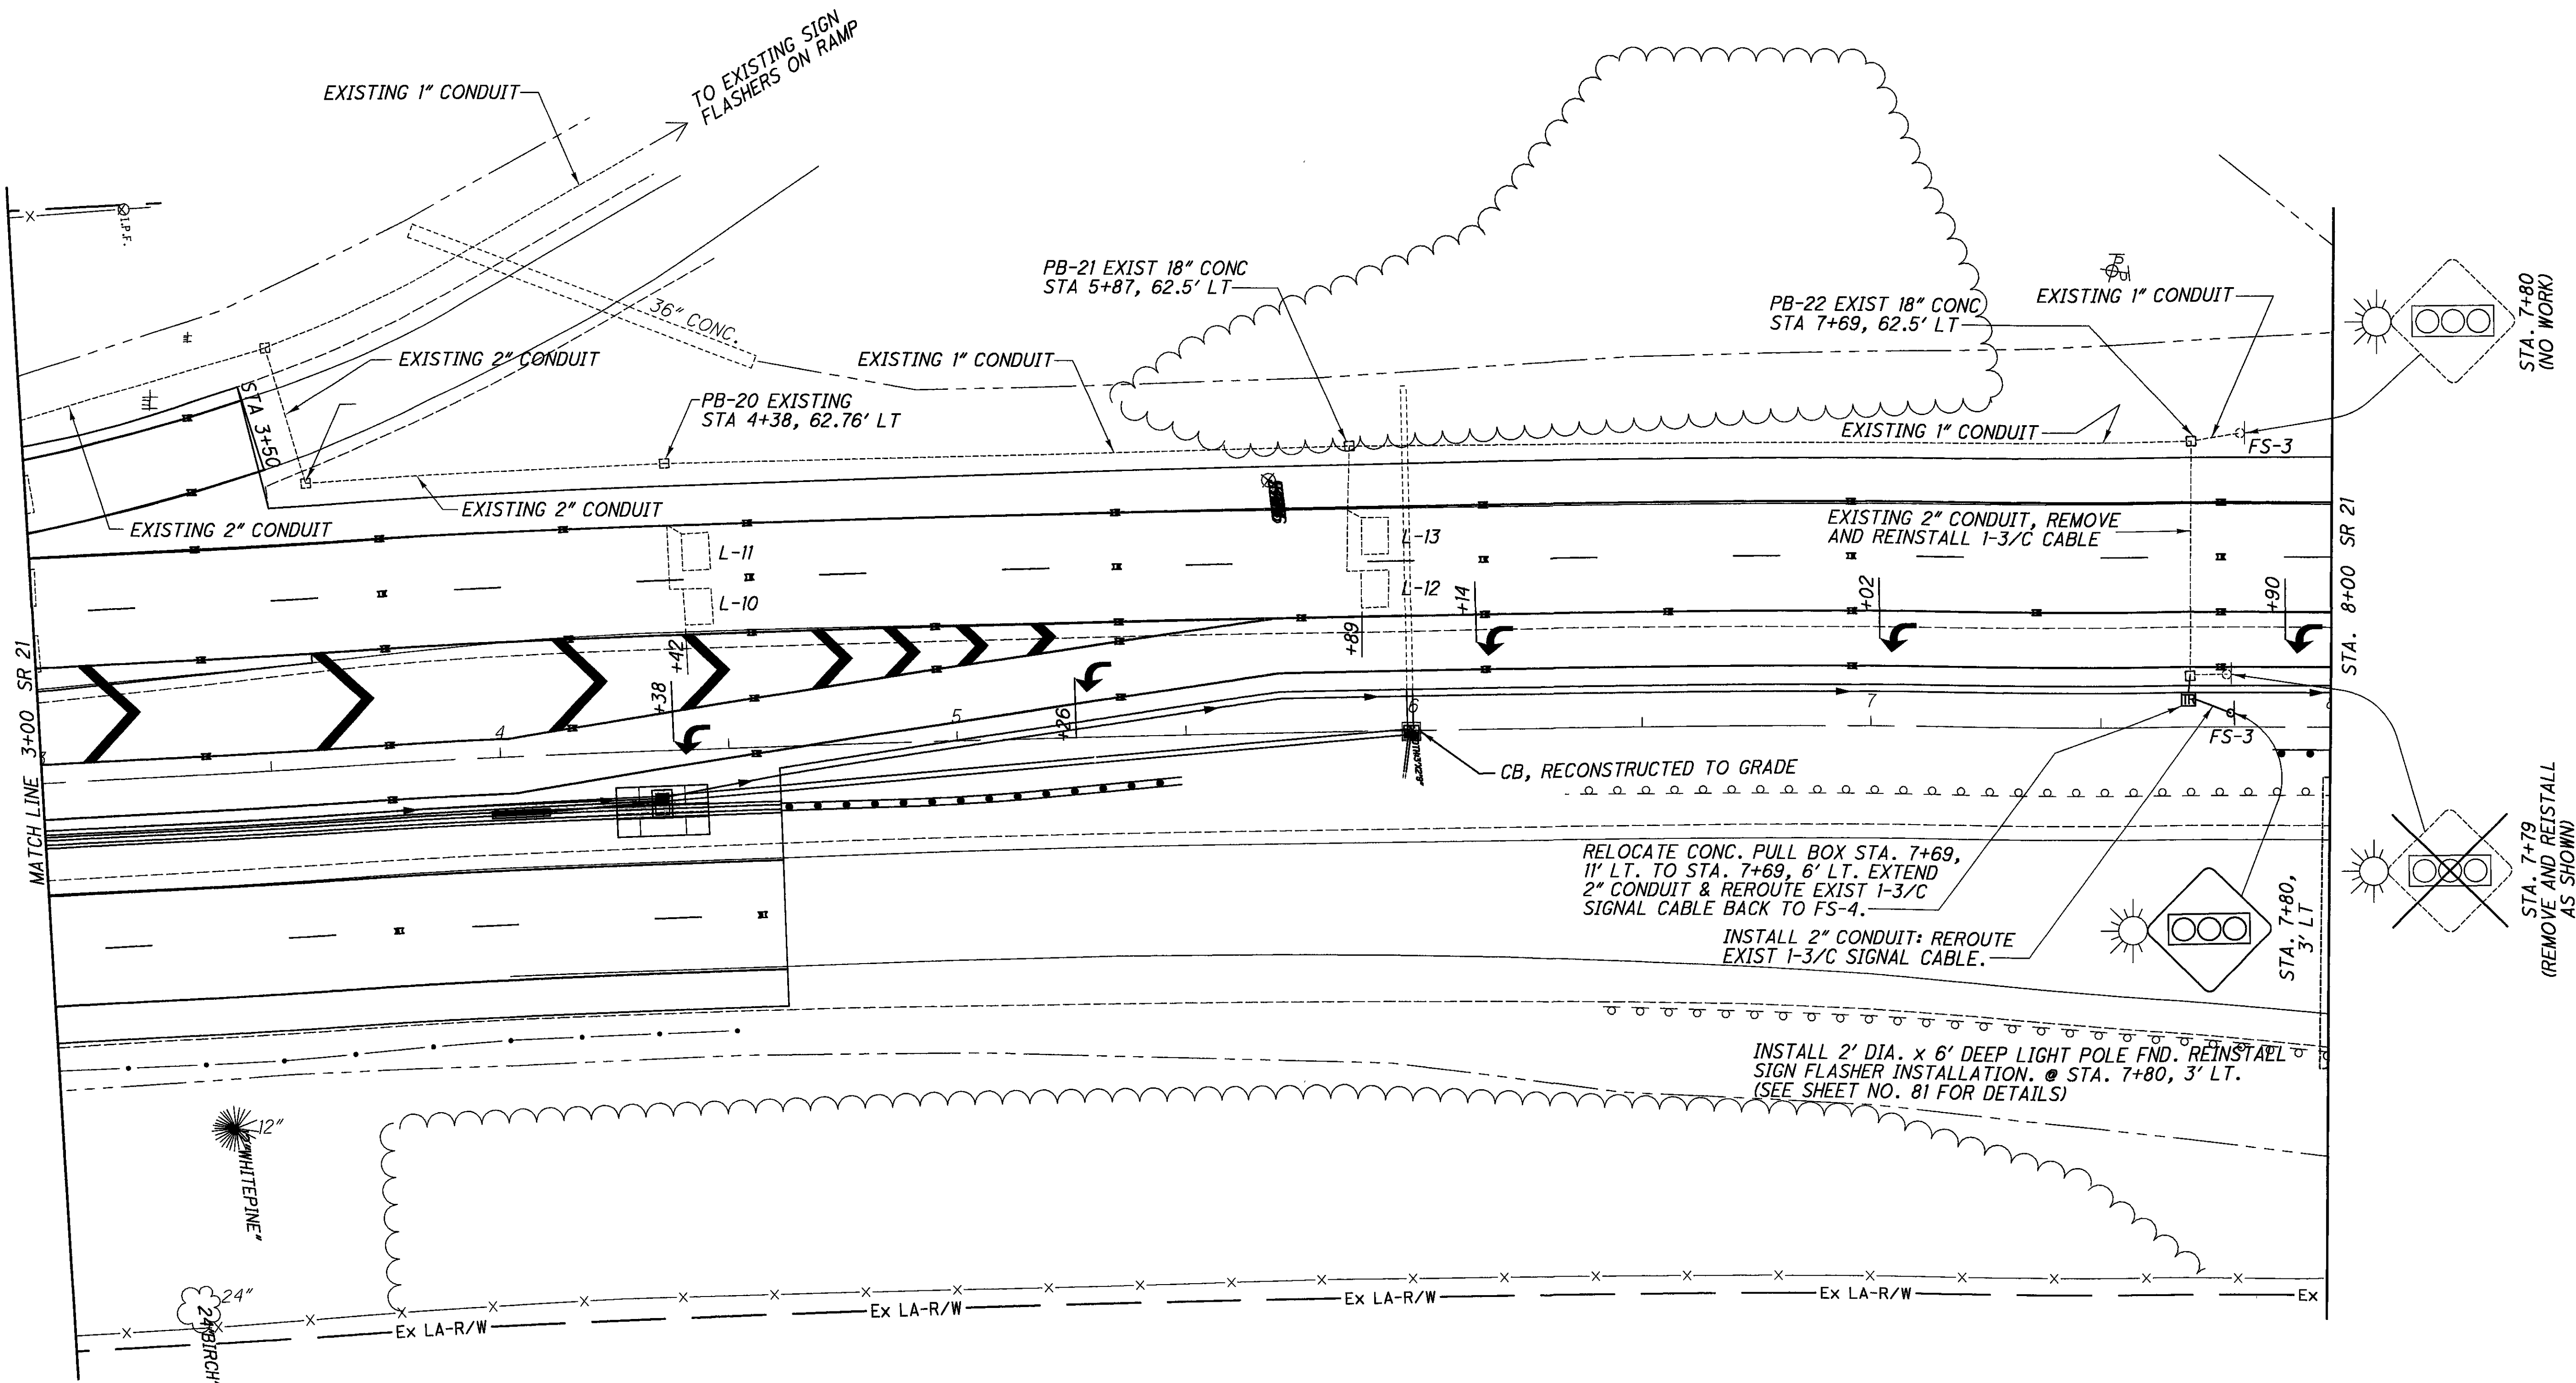 EXISTING 1" CONDUIT
TO EXISTING SIGN
FLASHERS ON RAMP
I.P.F.
36" CONC.
EXISTING 2" CONDUIT
STA 3+50
PB-20 EXISTING
STA 4+38, 62.76' LT
EXISTING 1" CONDUIT
PB-21 EXIST 18" CONC
STA 5+87, 62.5' LT
PB-22 EXIST 18" CONC
STA 7+69, 62.5' LT
EXISTING 1" CONDUIT
EXISTING 1" CONDUIT
FS-3
STA. 7+80
(NO WORK)
EXISTING 2" CONDUIT
EXISTING 2" CONDUIT
L-11
L-10
L-13
L-12
EXISTING 2" CONDUIT, REMOVE
AND REINSTALL 1-3/C CABLE
+42
+38
+26
+89
+14
+02
+90
MATCH LINE 3+00 SR 21
STA. 8+00 SR 21
3
4
5
6
7
CB, RECONSTRUCTED TO GRADE
FS-3
RELOCATE CONC. PULL BOX STA. 7+69,
11' LT. TO STA. 7+69, 6' LT. EXTEND
2" CONDUIT & REROUTE EXIST 1-3/C
SIGNAL CABLE BACK TO FS-4.
INSTALL 2" CONDUIT: REROUTE
EXIST 1-3/C SIGNAL CABLE.
STA. 7+80,
3' LT
STA. 7+79
(REMOVE AND REISTALL
AS SHOWN)
INSTALL 2' DIA. x 6' DEEP LIGHT POLE FND. REINSTALL
SIGN FLASHER INSTALLATION. @ STA. 7+80, 3' LT.
(SEE SHEET NO. 81 FOR DETAILS)
12"
WHITEPINE"
24"
24"BIRCH"
Ex LA-R/W
Ex LA-R/W
Ex LA-R/W
Ex LA-R/W
Ex